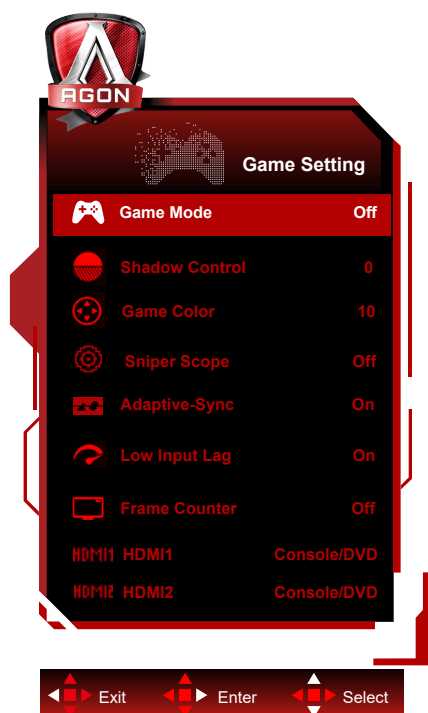 AGON
Game Setting
Game Mode Off
Shadow Control 0
Game Color 10
Sniper Scope Off
Adaptive-Sync On
Low Input Lag On
Frame Counter Off
HDMI1 HDMI1 Console/DVD
HDMI2 HDMI2 Console/DVD
Exit Enter Select